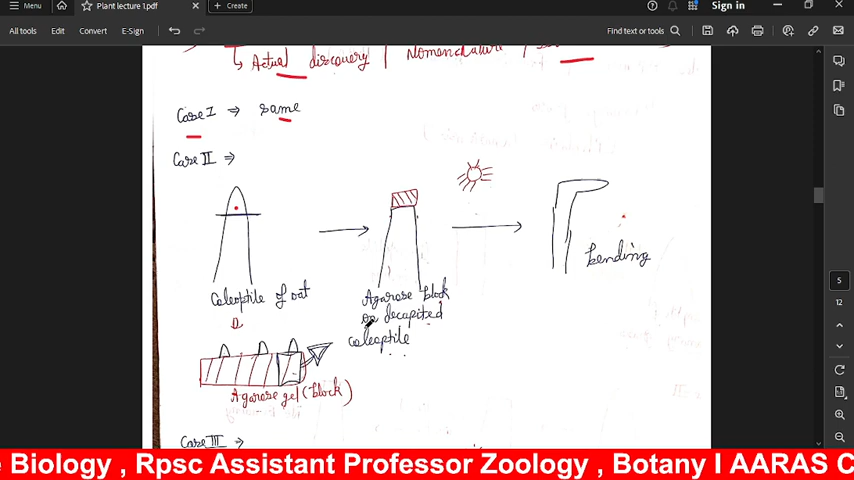 Menu
Plant lecture 1.pdf
+ Create
Sign in
All tools
Edit
Convert
E-Sign
Find text or tools
↳ Actual discovery | Nomenclature |
Case I ⇒ same
Case II ⇒
Coleoptile of oat
Agarose block
on decapited
coleoptile
bending
Agarose gel (block)
Case III ⇒
5
12
e Biology , Rpsc Assistant Professor Zoology , Botany I AARAS C